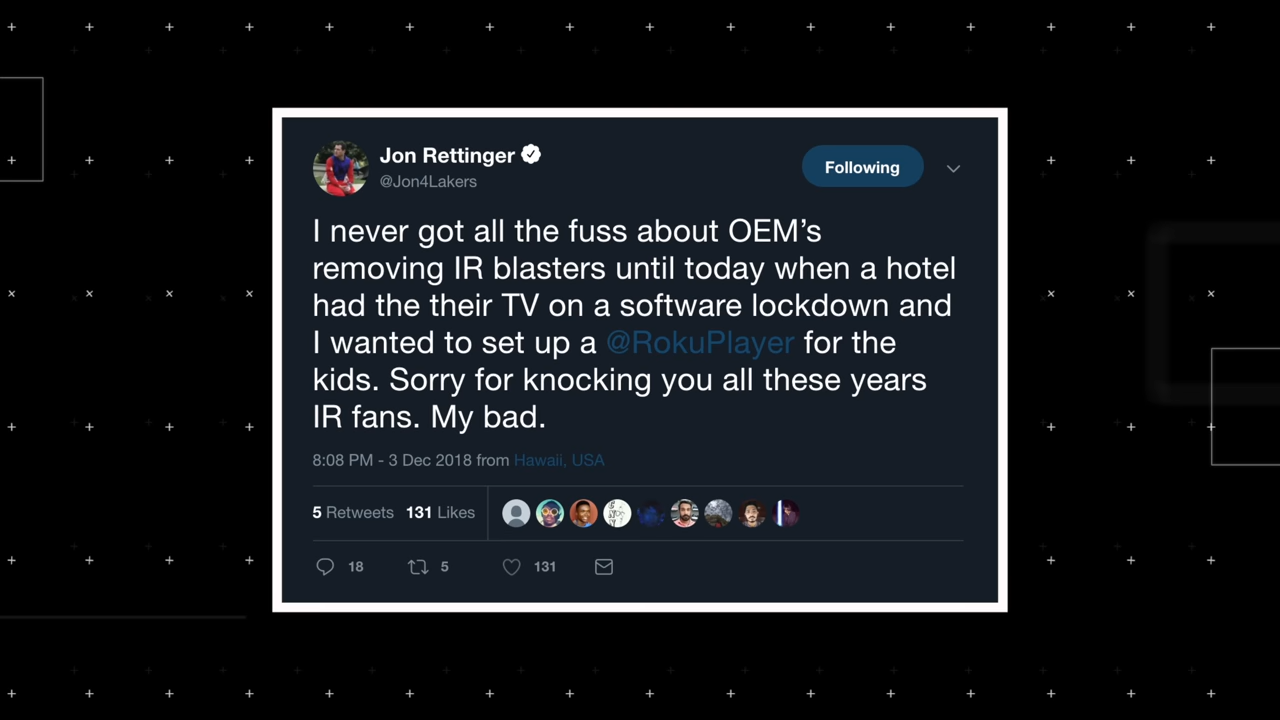 Jon Rettinger
@Jon4Lakers
Following
I never got all the fuss about OEM’s
removing IR blasters until today when a hotel
had the their TV on a software lockdown and
I wanted to set up a @RokuPlayer for the
kids. Sorry for knocking you all these years
IR fans. My bad.
8:08 PM - 3 Dec 2018 from Hawaii, USA
5 Retweets 131 Likes
18 5 131